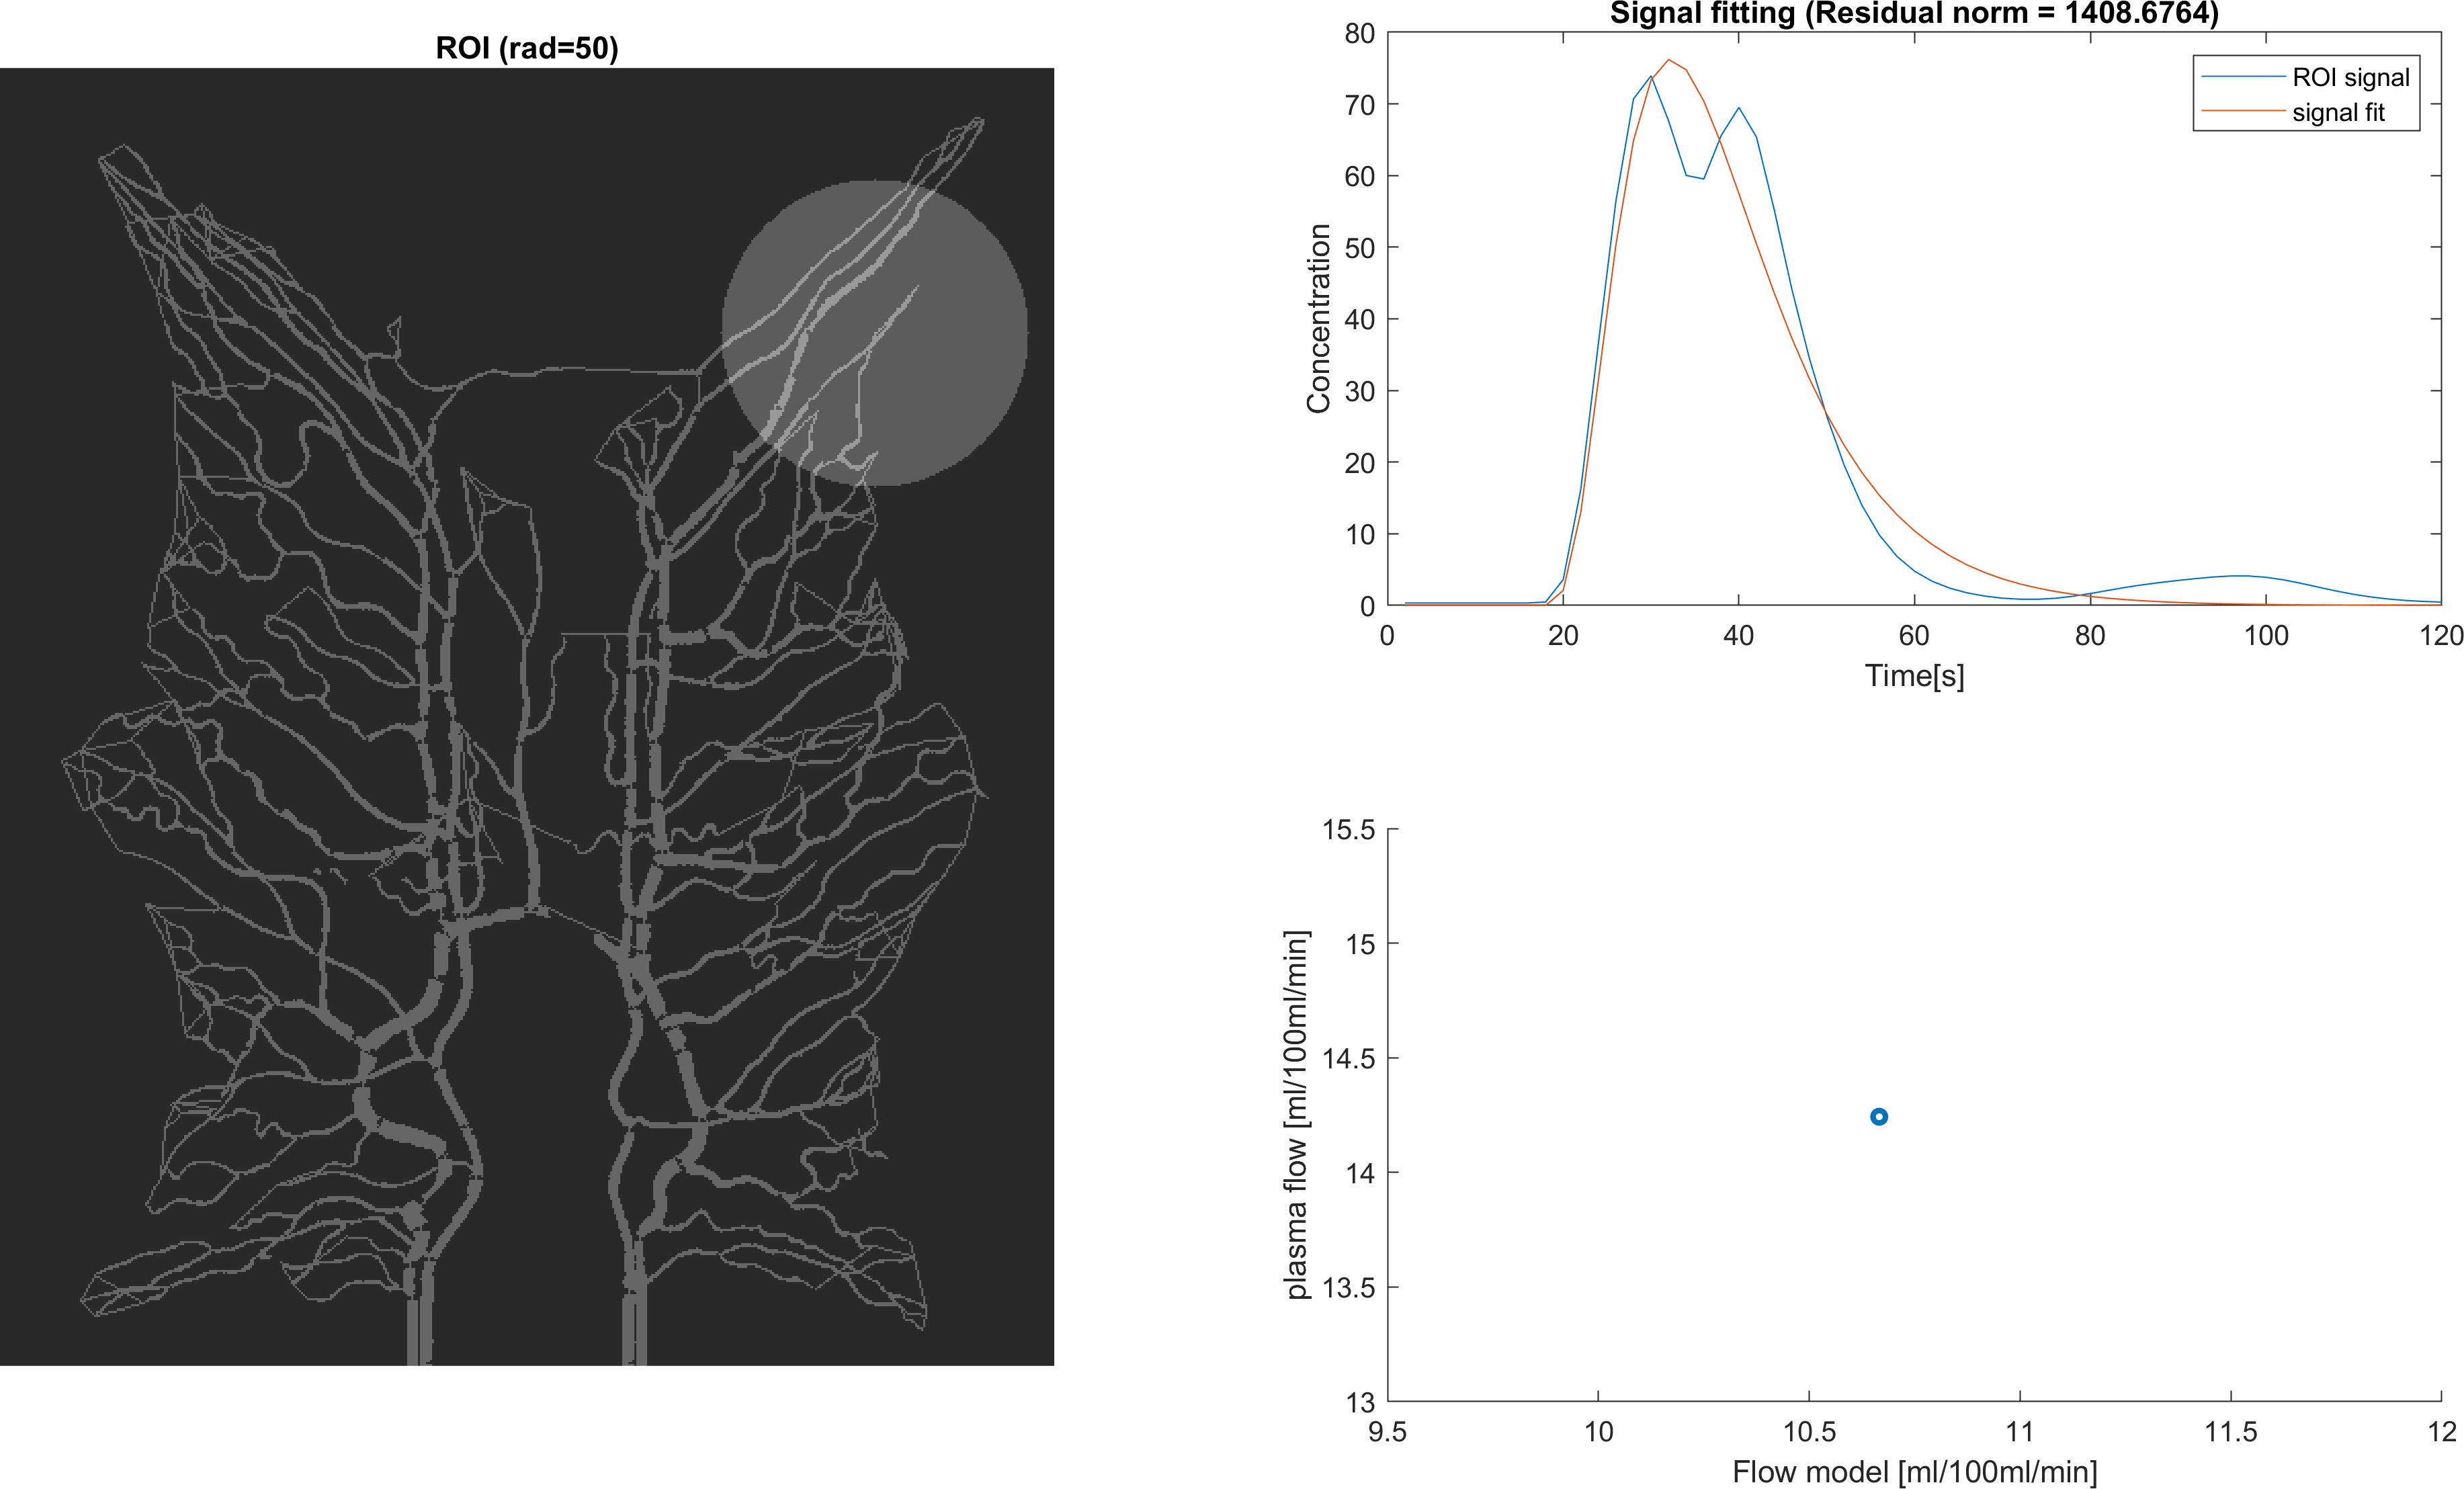 ROI (rad=50)
Signal fitting (Residual norm = 1408.6764)
80
70
60
50
40
30
20
10
0
Concentration
ROI signal
signal fit
0 20 40 60 80 100 120
Time[s]
15.5
15
14.5
14
13.5
13
plasma flow [ml/100ml/min]
9.5 10 10.5 11 11.5 12
Flow model [ml/100ml/min]